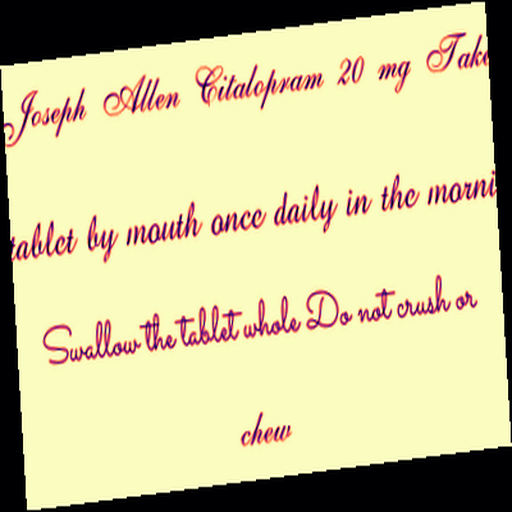 Joseph Allen Citalopram 20 mg Take
tablet by mouth once daily in the morni
Swallow the tablet whole Do not crush or
chew